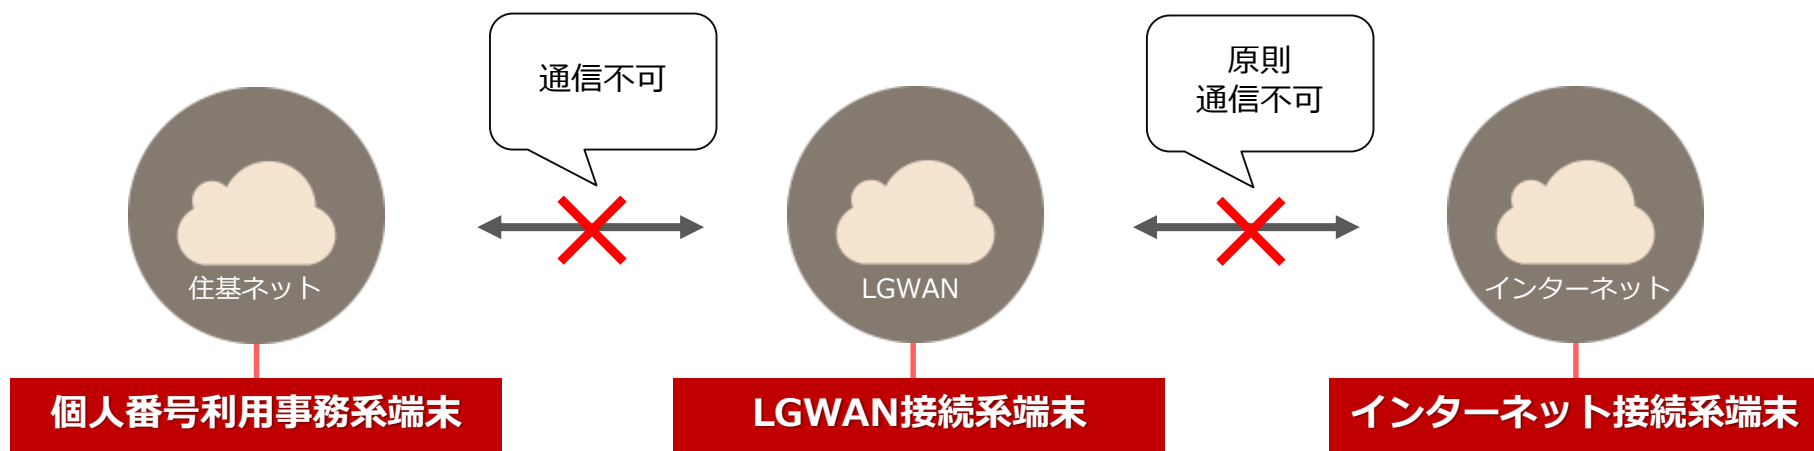 通信不可
原則
通信不可
住基ネット
LGWAN
インターネット
個人番号利用事務系端末
LGWAN接続系端末
インターネット接続系端末